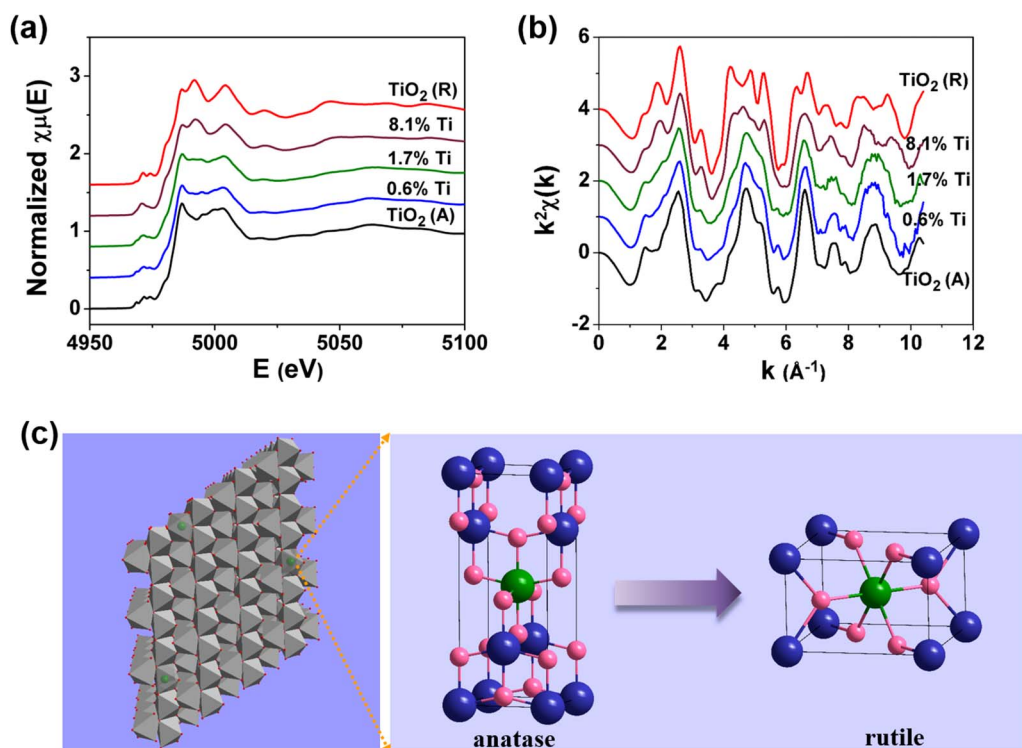 (a)
Normalized χμ(E)
3
2
1
0
TiO2 (R)
8.1% Ti
1.7% Ti
0.6% Ti
TiO2 (A)
4950
5000
5050
5100
E (eV)
(b)
k²χ(k)
6
4
2
0
-2
TiO2 (R)
8.1% Ti
1.7% Ti
0.6% Ti
TiO2 (A)
0
2
4
6
8
10
12
k (Å⁻¹)
(c)
anatase
rutile